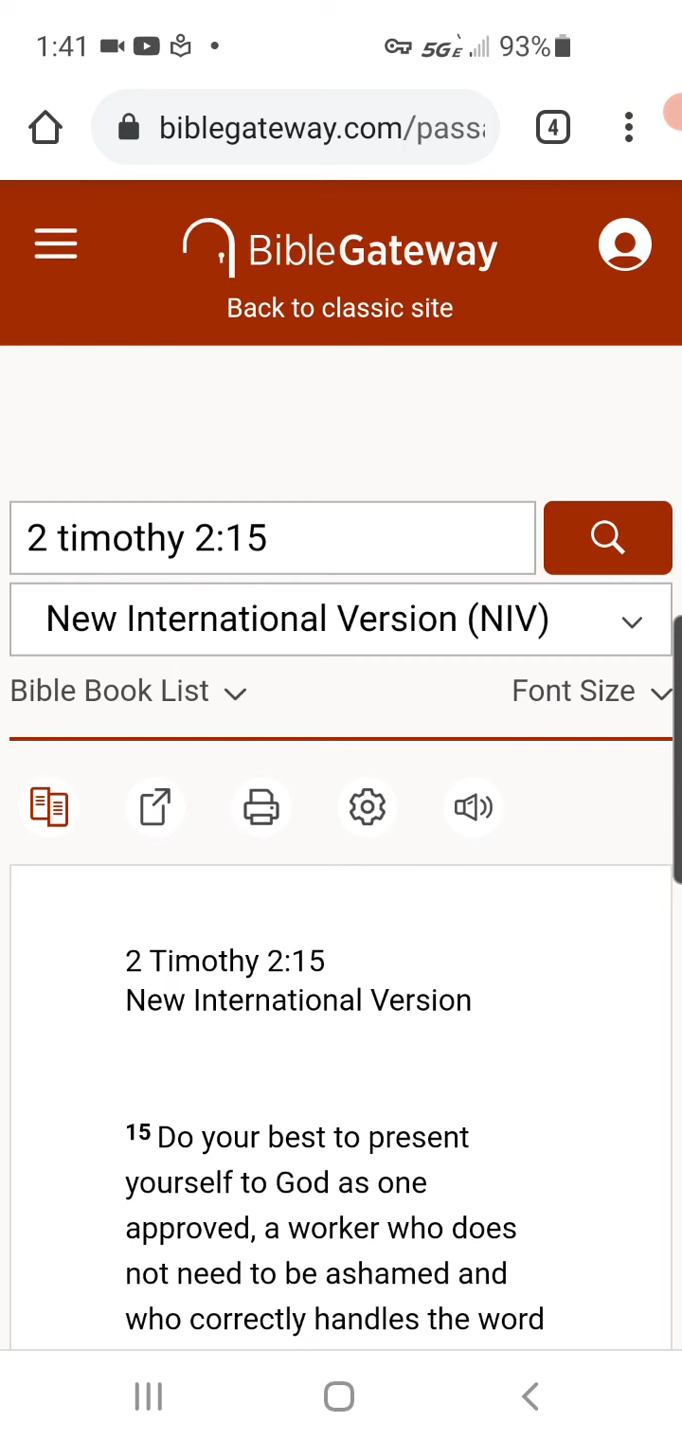 1:41 5GE 93%
biblegateway.com/pass 4
BibleGateway
Back to classic site
2 timothy 2:15
New International Version (NIV)
Bible Book List Font Size
2 Timothy 2:15
New International Version
15 Do your best to present
yourself to God as one
approved, a worker who does
not need to be ashamed and
who correctly handles the word